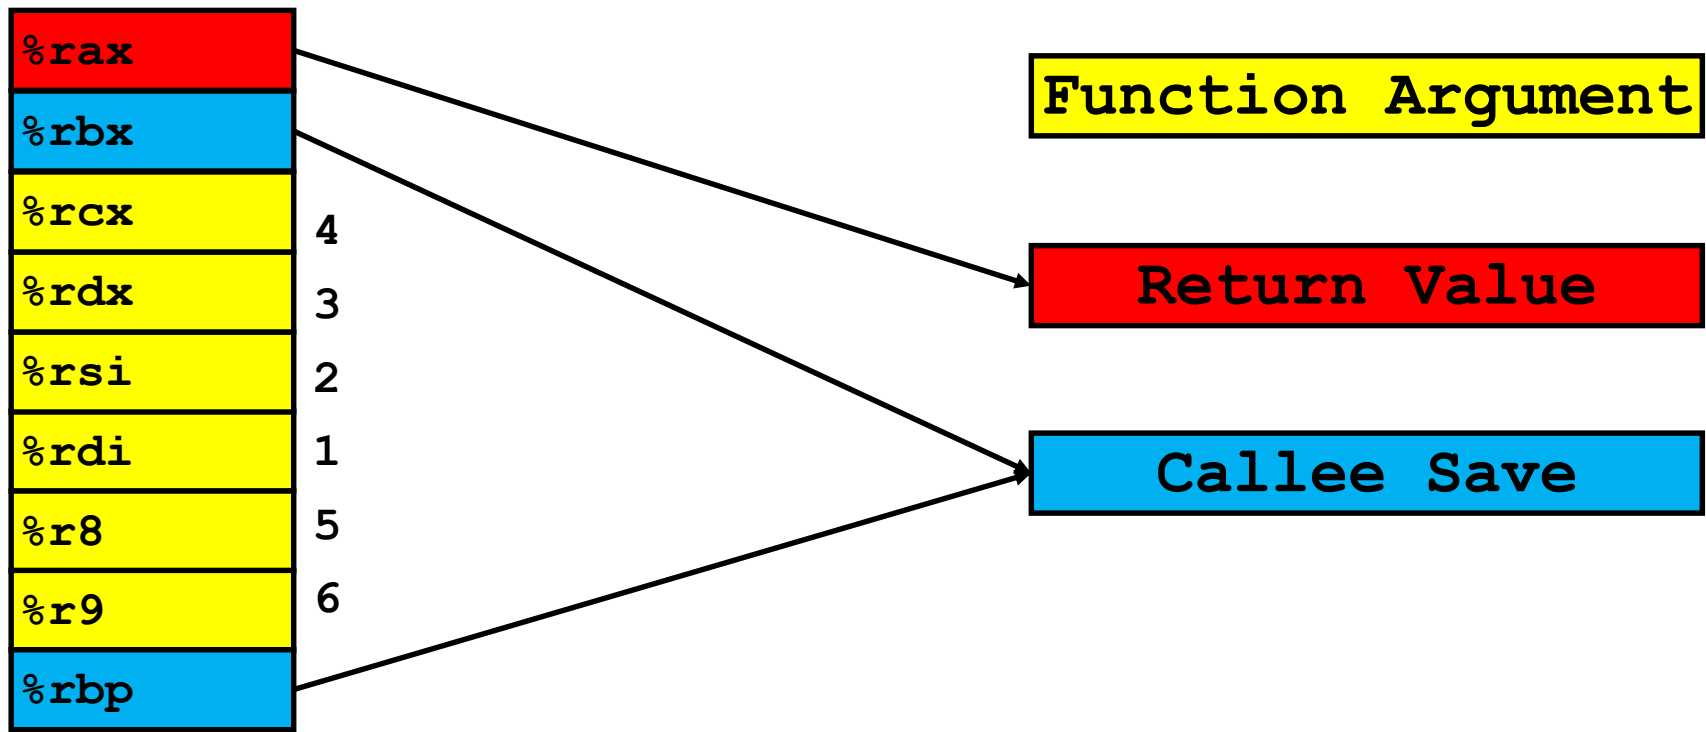 %rax
%rbx
%rcx
4
%rdx
3
%rsi
2
%rdi
1
%r8
5
%r9
6
%rbp
Function Argument
Return Value
Callee Save